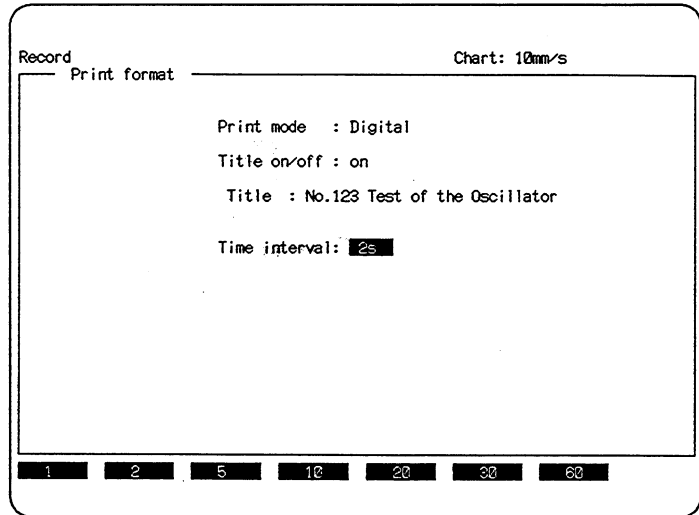 Record Chart: 10mm/s
Print format
Print mode : Digital
Title on/off : on
Title : No.123 Test of the Oscillator
Time interval: 2s
1 2 5 10 20 30 60